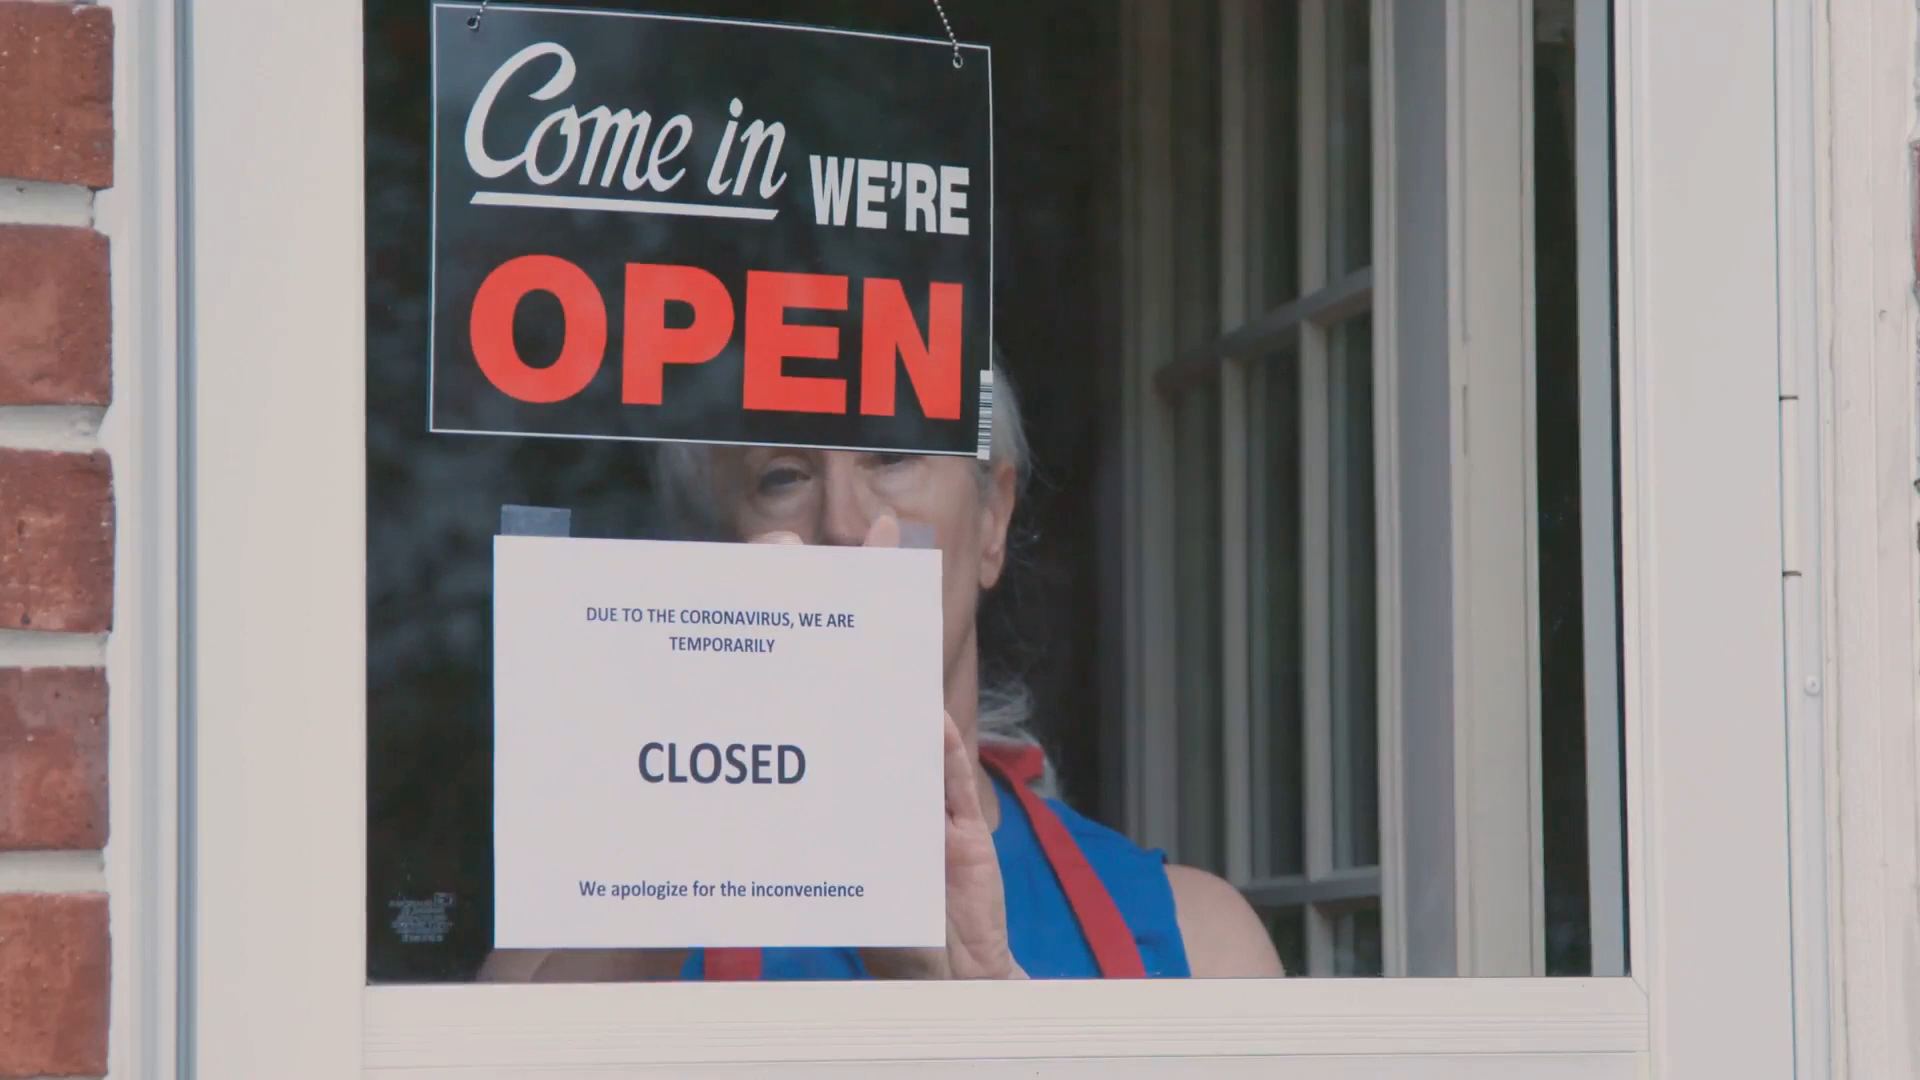 Come in WE'RE
OPEN
DUE TO THE CORONAVIRUS, WE ARE
TEMPORARILY
CLOSED
We apologize for the inconvenience